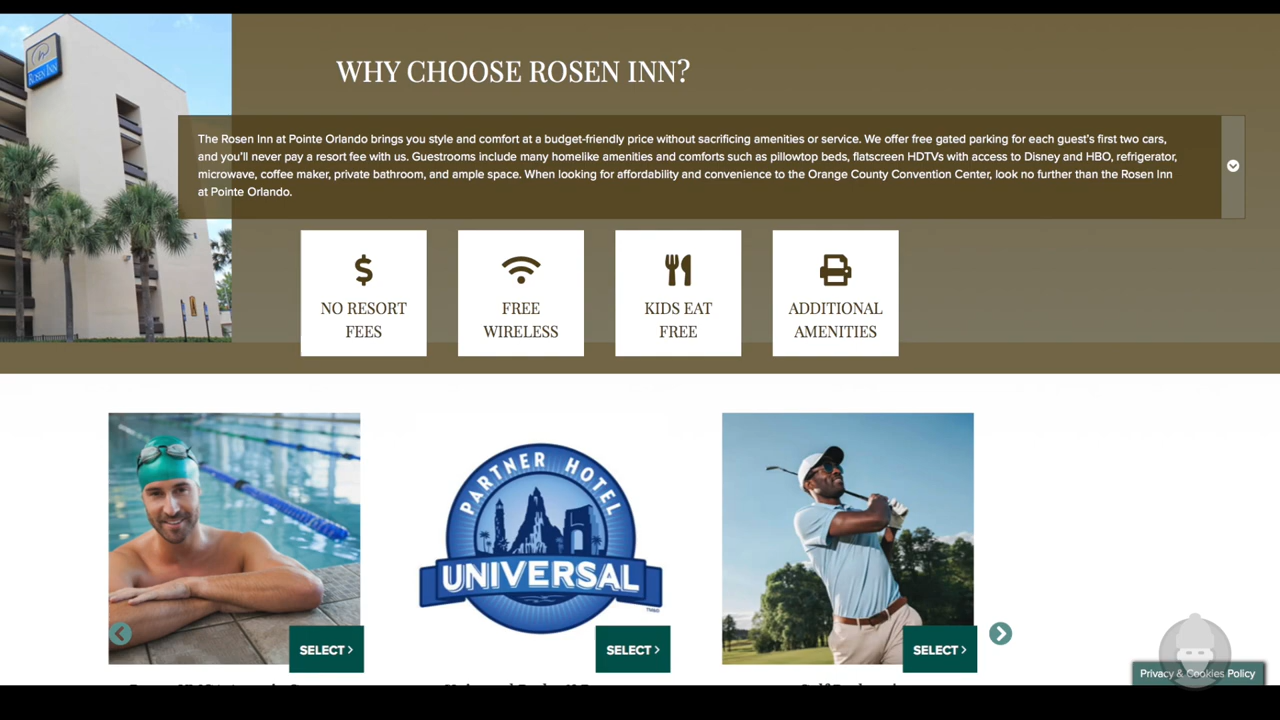 ROSEN INN
WHY CHOOSE ROSEN INN?
The Rosen Inn at Pointe Orlando brings you style and comfort at a budget-friendly price without sacrificing amenities or service. We offer free gated parking for each guest's first two cars,
and you'll never pay a resort fee with us. Guestrooms include many homelike amenities and comforts such as pillowtop beds, flatscreen HDTVs with access to Disney and HBO, refrigerator,
microwave, coffee maker, private bathroom, and ample space. When looking for affordability and convenience to the Orange County Convention Center, look no further than the Rosen Inn
at Pointe Orlando.
NO RESORT
FEES
FREE
WIRELESS
KIDS EAT
FREE
ADDITIONAL
AMENITIES
PARTNER HOTEL
UNIVERSAL
SELECT
SELECT
SELECT
Privacy & Cookies Policy